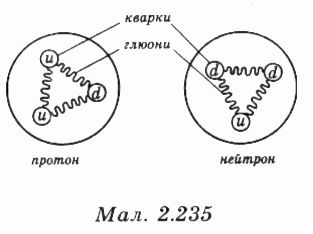 кварки
глюони
u
d
u
d
d
u
протон
нейтрон
Мал. 2.235